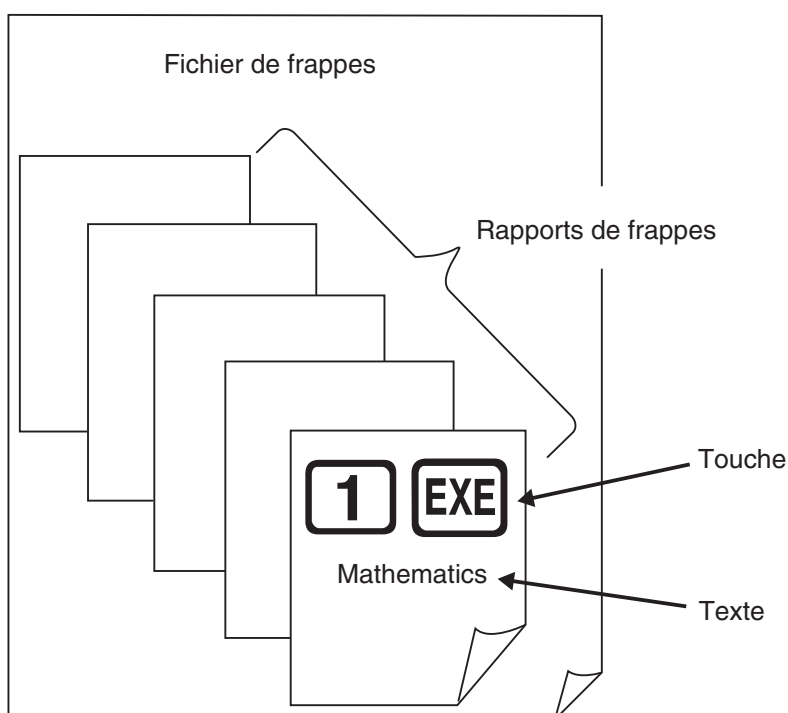 Fichier de frappes
Rapports de frappes
1 EXE
Touche
Mathematics
Texte